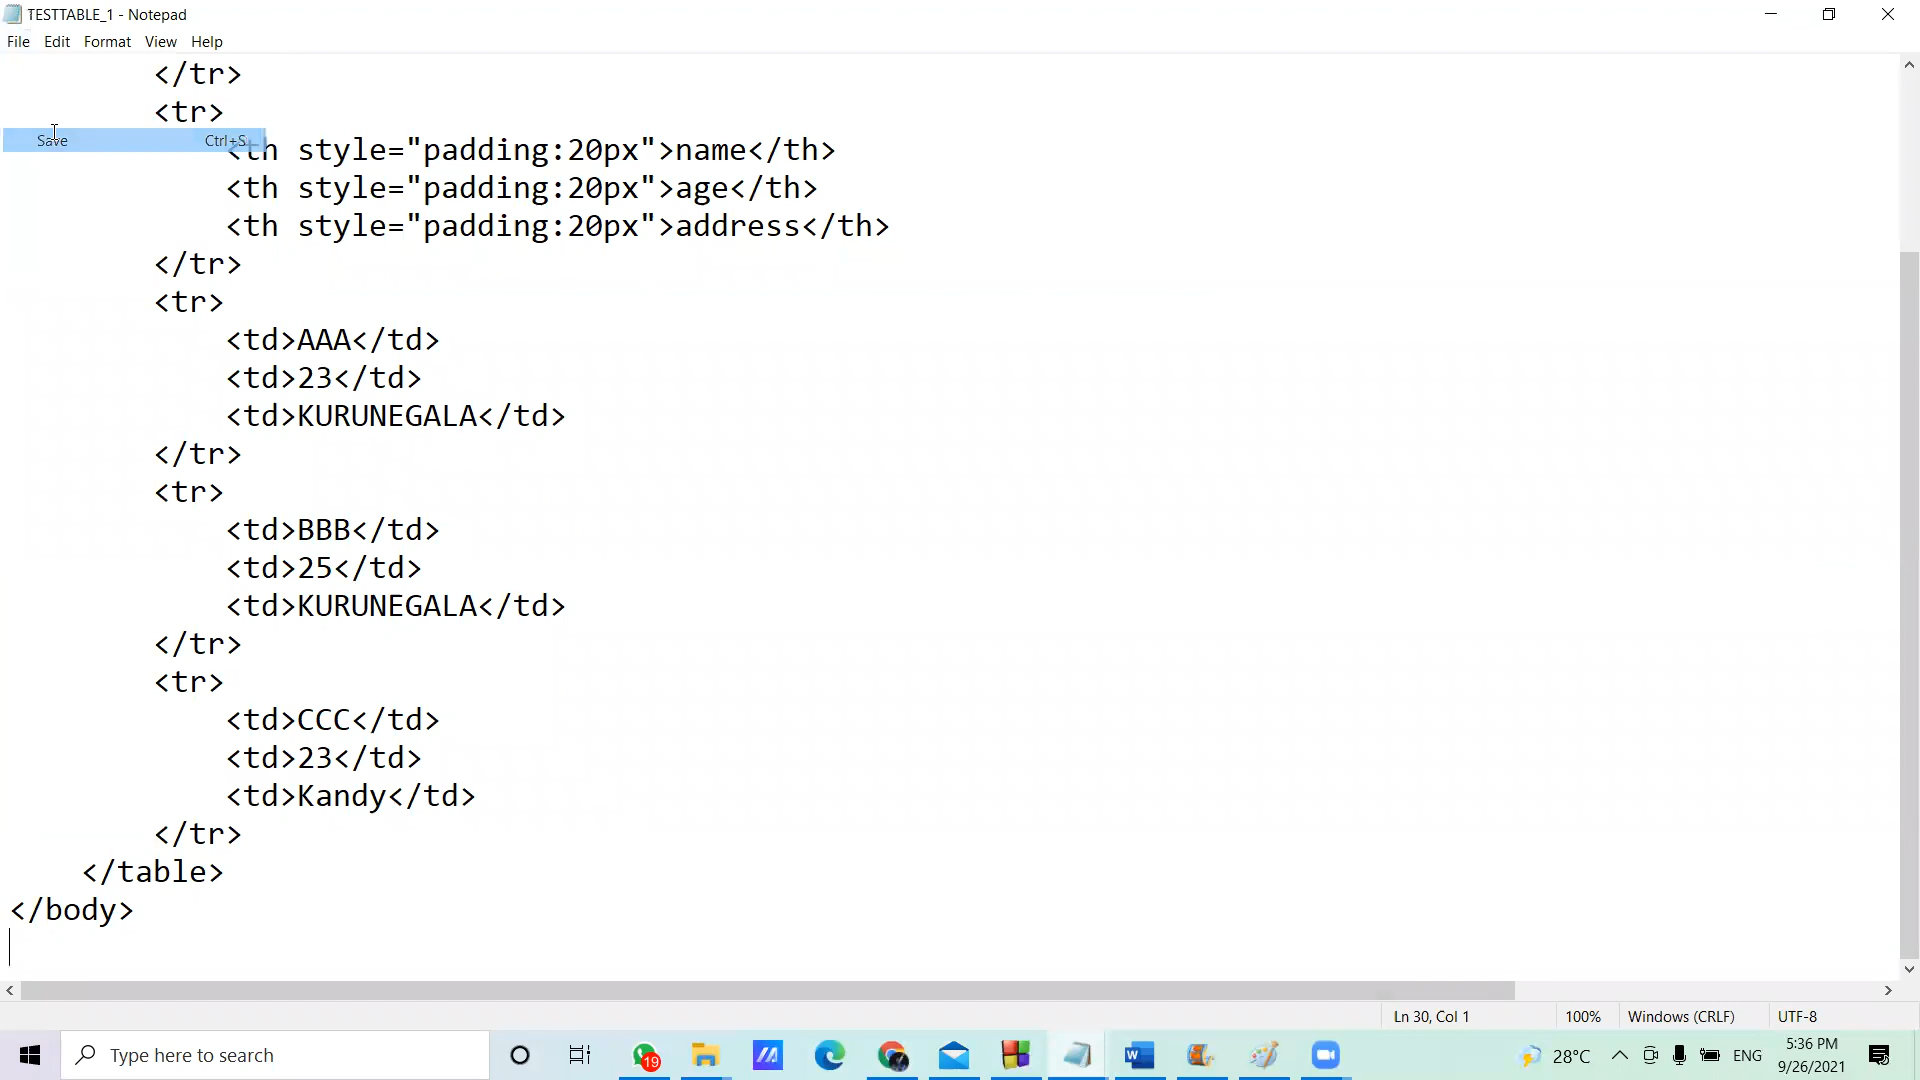 TESTTABLE_1 - Notepad
File Edit Format View Help
</tr>
<tr>
Save Ctrl+S
<th style="padding:20px">name</th>
<th style="padding:20px">age</th>
<th style="padding:20px">address</th>
</tr>
<tr>
<td>AAA</td>
<td>23</td>
<td>KURUNEGALA</td>
</tr>
<tr>
<td>BBB</td>
<td>25</td>
<td>KURUNEGALA</td>
</tr>
<tr>
<td>CCC</td>
<td>23</td>
<td>Kandy</td>
</tr>
</table>
</body>
Ln 30, Col 1 100% Windows (CRLF) UTF-8
Type here to search 19 28°C ENG 5:36 PM
9/26/2021